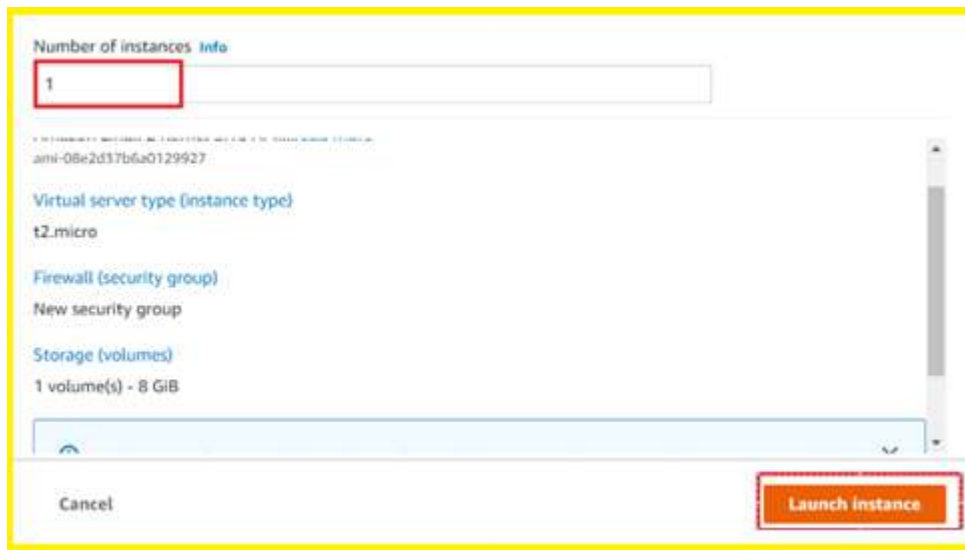 Number of instances Info
1
ami-08e2d37b6a0129927
Virtual server type (instance type)
t2.micro
Firewall (security group)
New security group
Storage (volumes)
1 volume(s) - 8 GiB
Cancel
Launch instance